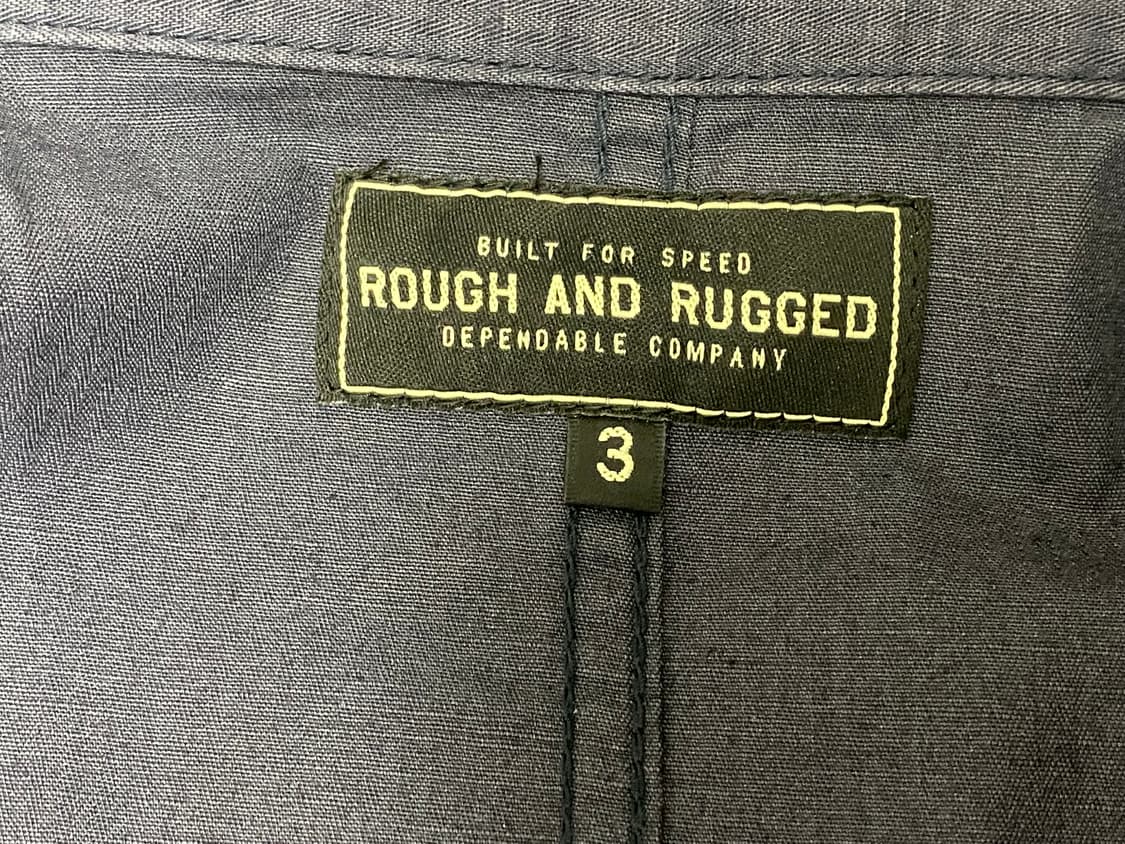 BUILT FOR SPEED
ROUGH AND RUGGED
DEPENDABLE COMPANY
3